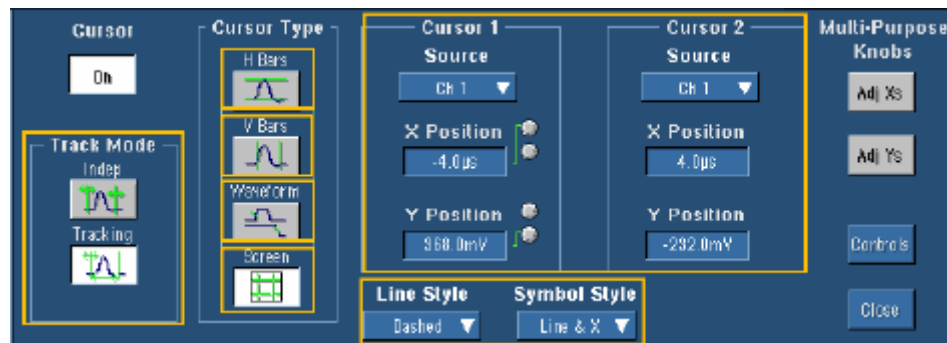 Cursor
On
Track Mode
Indep
Tracking
Cursor Type
H Bars
V Bars
Waveform
Screen
Cursor 1
Source
Ch 1
X Position
-4.0µs
Y Position
368.0mV
Cursor 2
Source
Ch 1
X Position
4.0µs
Y Position
-232.0mV
Line Style
Dashed
Symbol Style
Line & X
Multi-Purpose
Knobs
Adj Xs
Adj Ys
Controls
Close